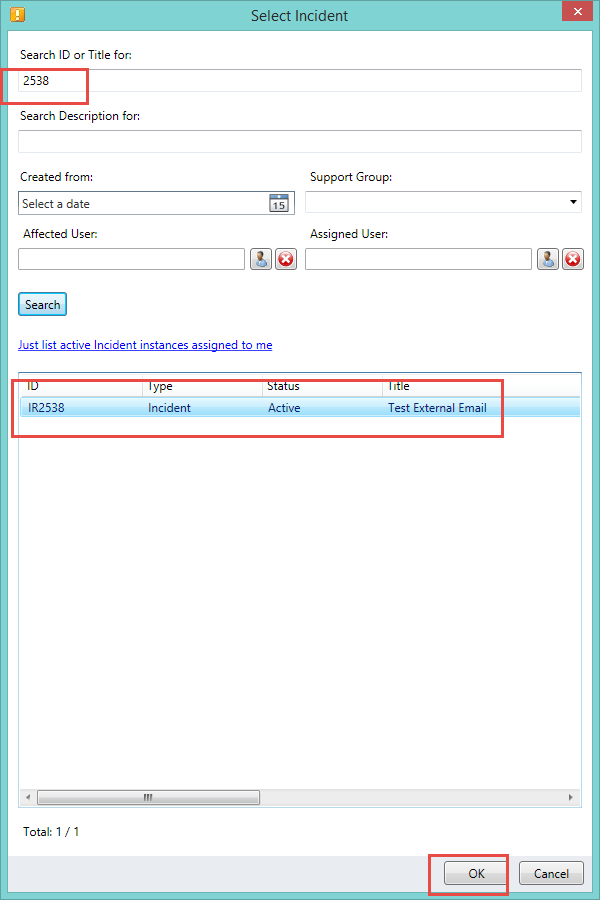 Select Incident
Search ID or Title for:
2538
Search Description for:
Created from: Support Group:
Select a date 15
Affected User: Assigned User:
Search
Just list active Incident instances assigned to me
ID Type Status Title
IR2538 Incident Active Test External Email
Total: 1 / 1
OK Cancel